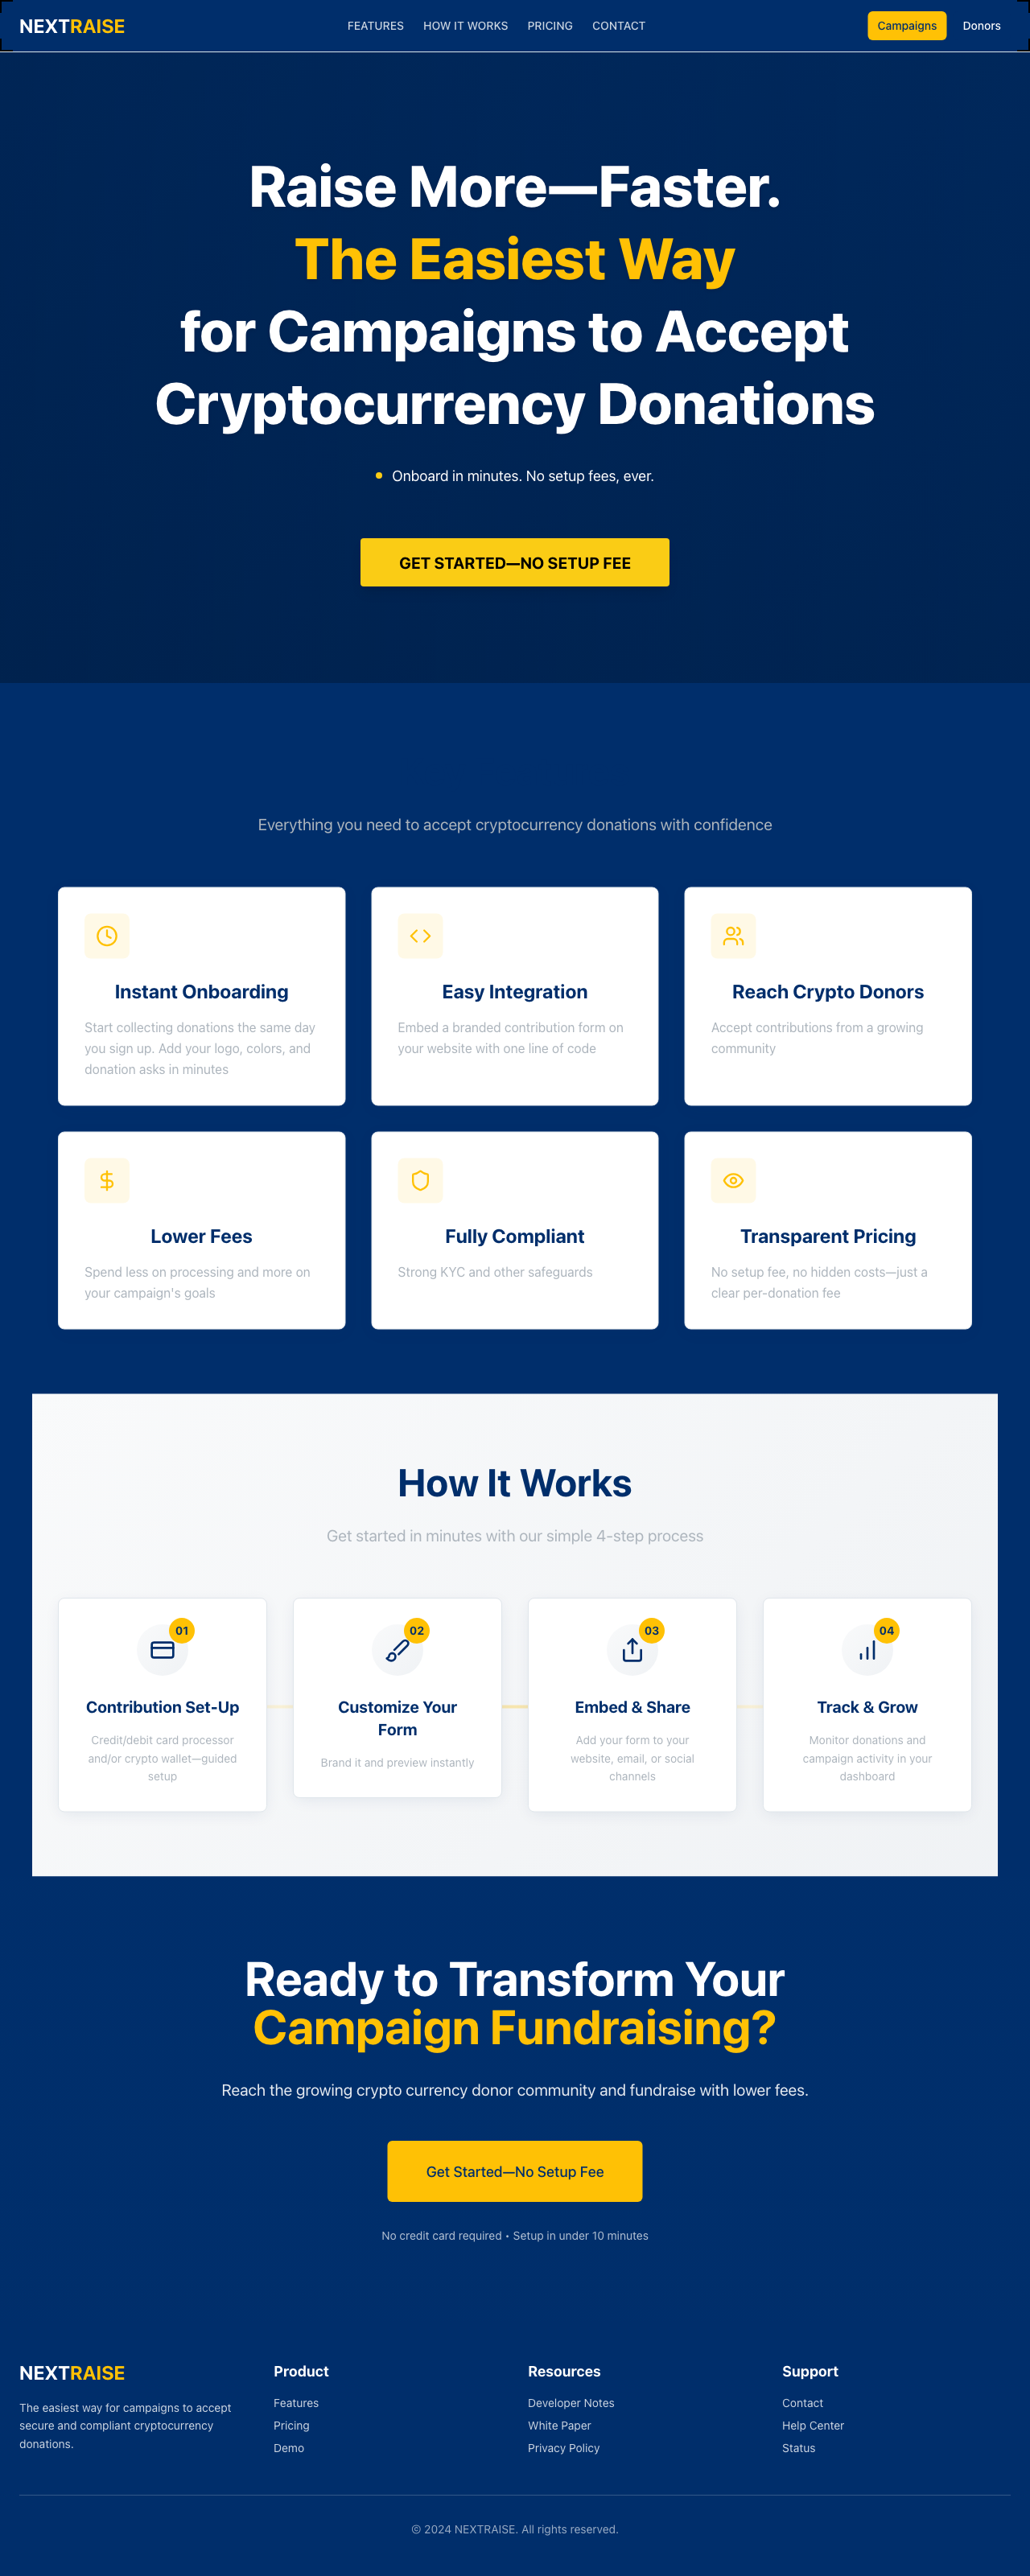 NEXTRAISE
FEATURES
HOW IT WORKS
PRICING
CONTACT
Campaigns
Donors
Raise More—Faster.
The Easiest Way
for Campaigns to Accept
Cryptocurrency Donations
Onboard in minutes. No setup fees, ever.
GET STARTED—NO SETUP FEE
Everything you need to accept cryptocurrency donations with confidence
Instant Onboarding
Start collecting donations the same day
you sign up. Add your logo, colors, and
donation asks in minutes
Easy Integration
Embed a branded contribution form on
your website with one line of code
Reach Crypto Donors
Accept contributions from a growing
community
Lower Fees
Spend less on processing and more on
your campaign's goals
Fully Compliant
Strong KYC and other safeguards
Transparent Pricing
No setup fee, no hidden costs—just a
clear per-donation fee
How It Works
Get started in minutes with our simple 4-step process
01
Contribution Set-Up
Credit/debit card processor
and/or crypto wallet—guided
setup
02
Customize Your
Form
Brand it and preview instantly
03
Embed & Share
Add your form to your
website, email, or social
channels
04
Track & Grow
Monitor donations and
campaign activity in your
dashboard
Ready to Transform Your
Campaign Fundraising?
Reach the growing crypto currency donor community and fundraise with lower fees.
Get Started—No Setup Fee
No credit card required • Setup in under 10 minutes
NEXTRAISE
The easiest way for campaigns to accept
secure and compliant cryptocurrency
donations.
Product
Features
Pricing
Demo
Resources
Developer Notes
White Paper
Privacy Policy
Support
Contact
Help Center
Status
© 2024 NEXTRAISE. All rights reserved.